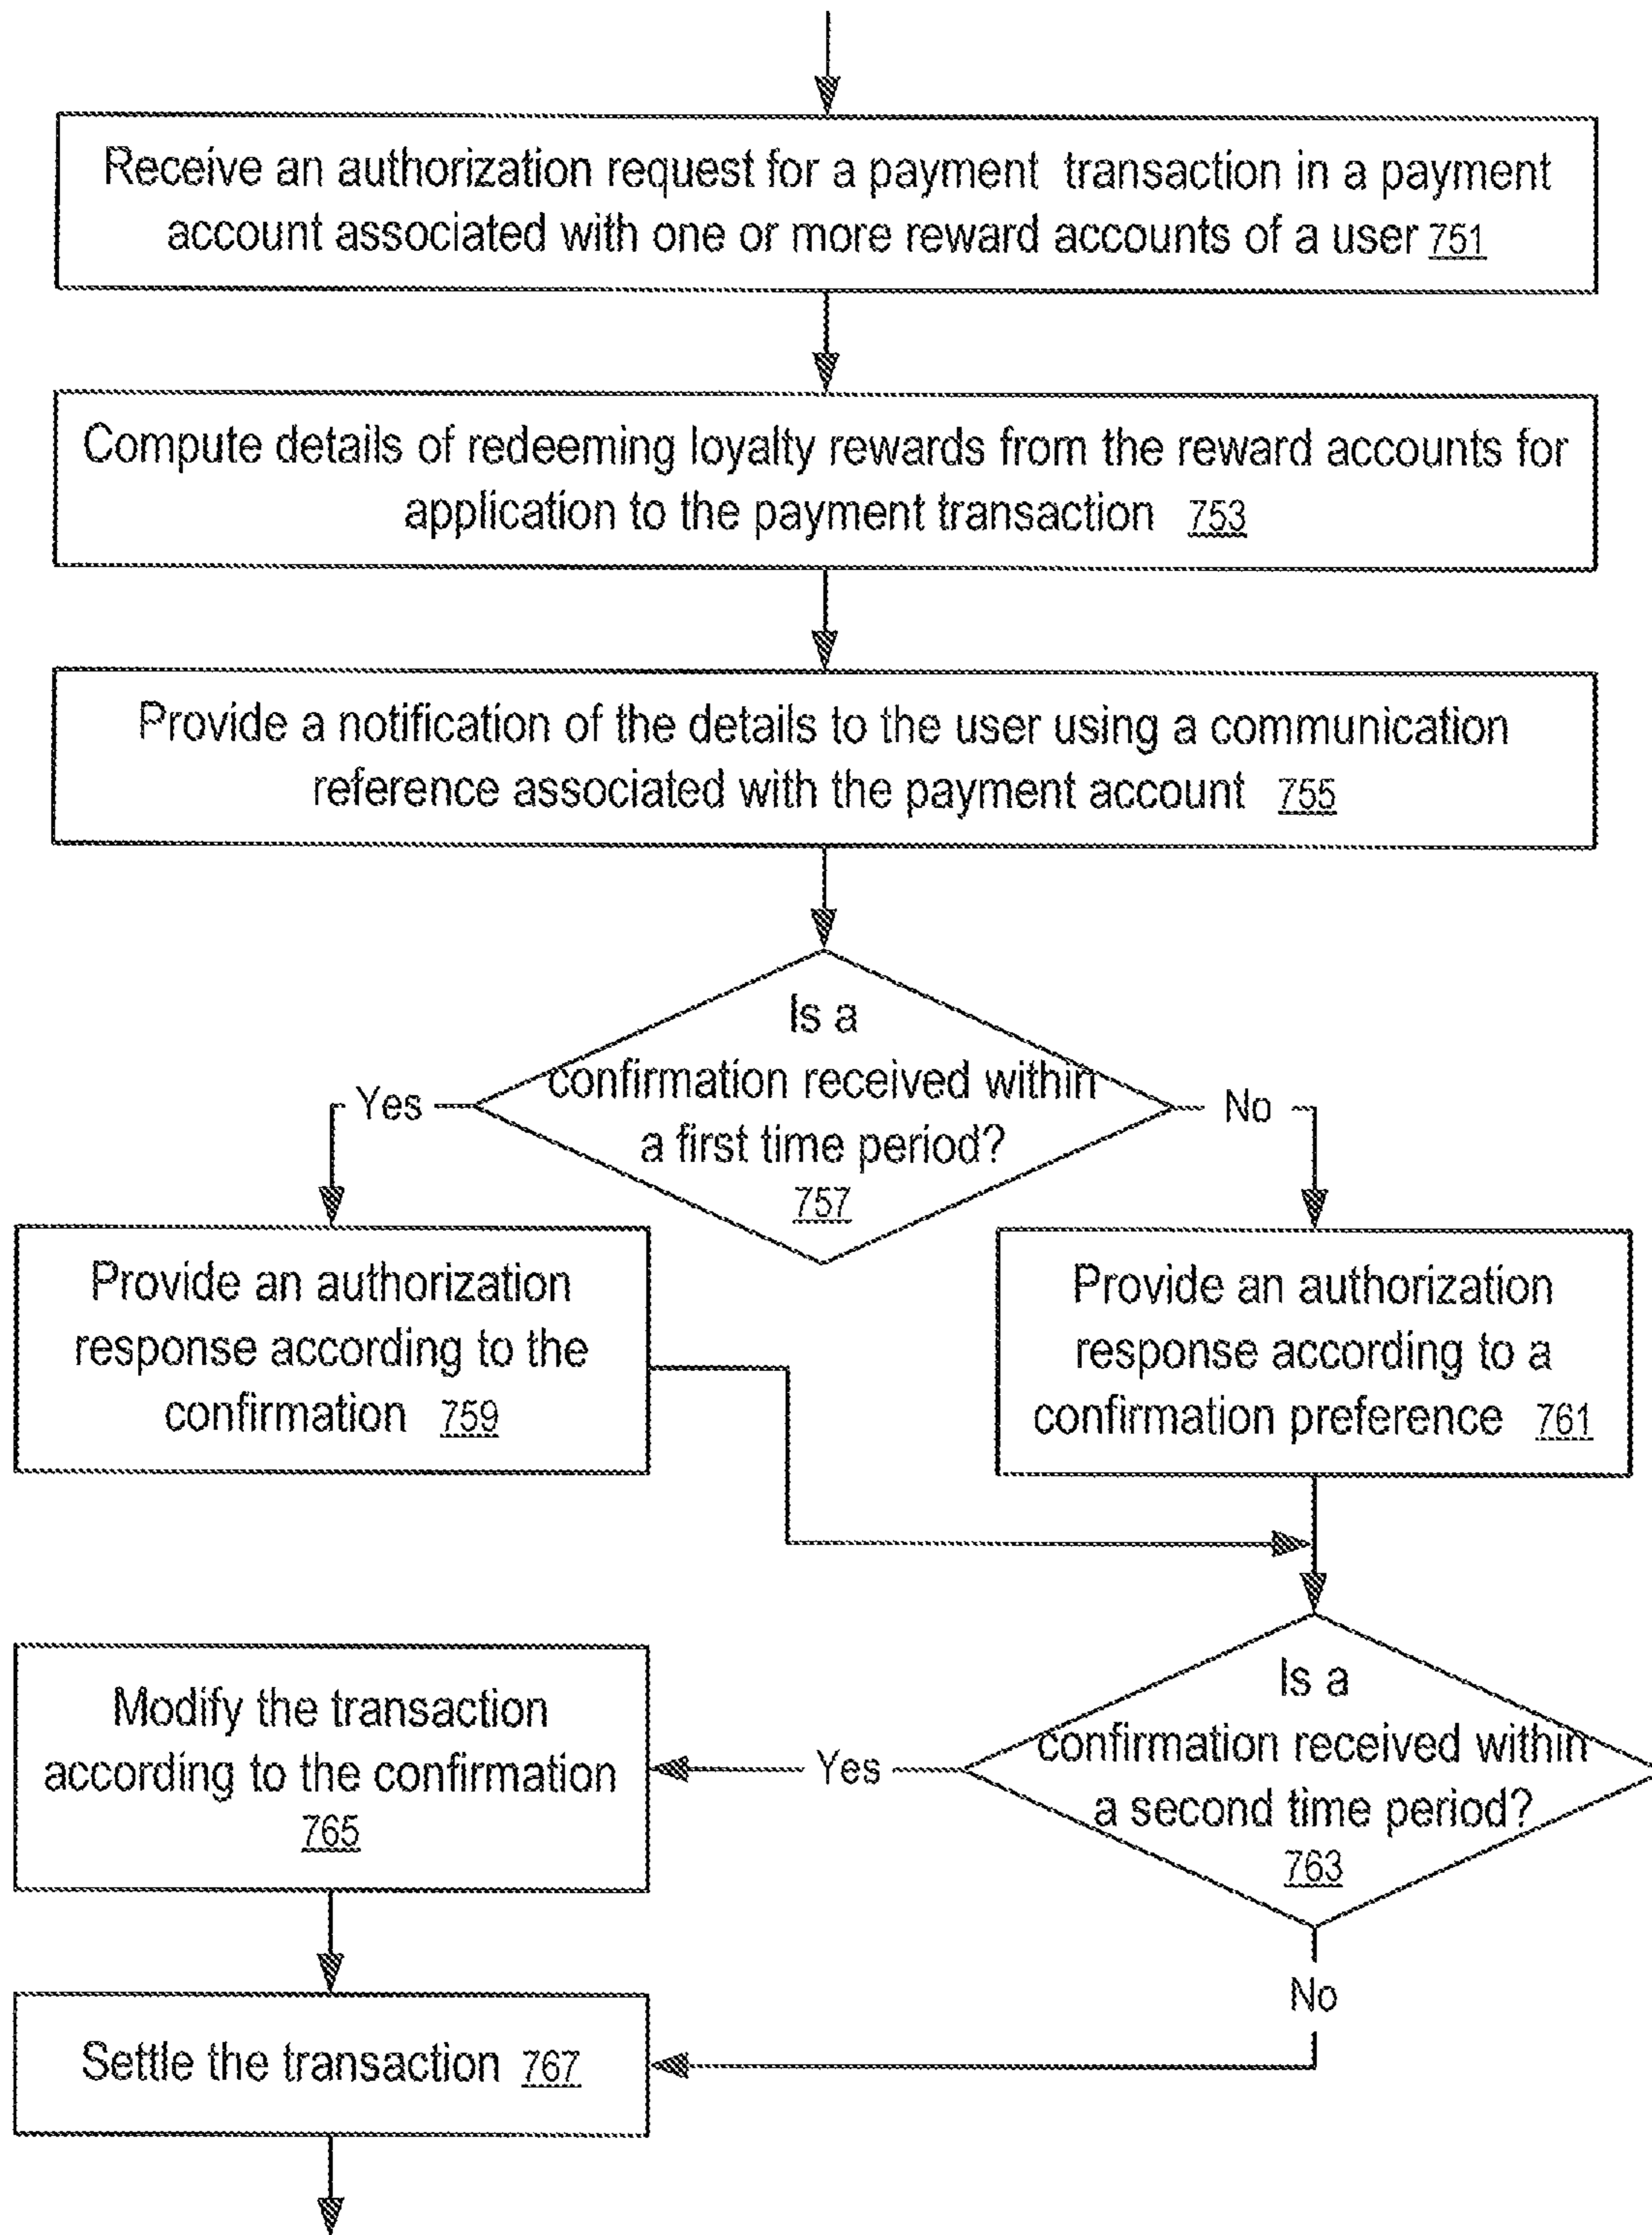 Receive an authorization request for a payment transaction in a payment
account associated with one or more reward accounts of a user 751
Compute details of redeeming loyalty rewards from the reward accounts for
application to the payment transaction 753
Provide a notification of the details to the user using a communication
reference associated with the payment account 755
Is a
confirmation received within
a first time period?
757
Yes
No
Provide an authorization
response according to the
confirmation 759
Provide an authorization
response according to a
confirmation preference 761
Is a
confirmation received within
a second time period?
763
Yes
Modify the transaction
according to the confirmation
765
No
Settle the transaction 767